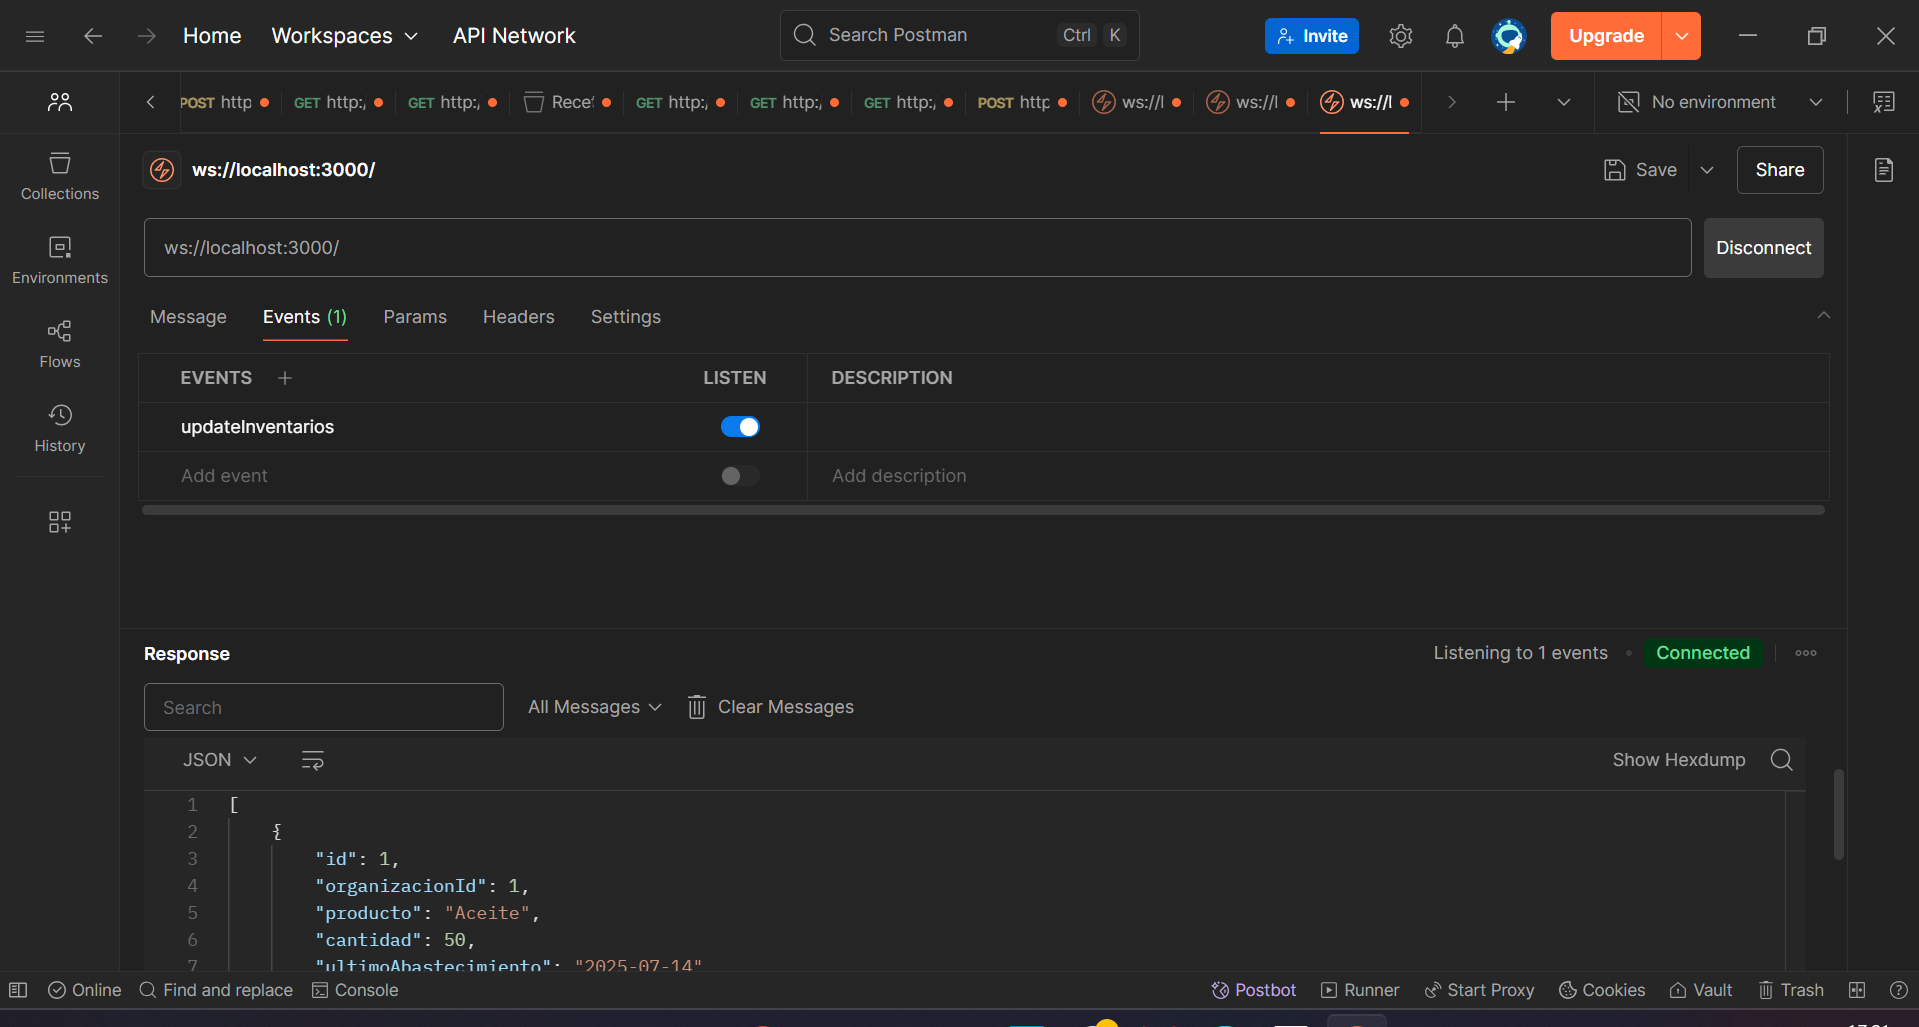 Home Workspaces API Network Search Postman Ctrl K Invite Upgrade
POST http GET http:/ GET http:/ Rece GET http:/ GET http:/ GET http:/ POST http ws://l ws://l ws://l No environment
ws://localhost:3000/ Save Share
Collections
ws://localhost:3000/ Disconnect
Environments
Message Events (1) Params Headers Settings
Flows
EVENTS LISTEN DESCRIPTION
updateInventarios
History
Add event Add description
Response Listening to 1 events Connected
Search All Messages Clear Messages
JSON Show Hexdump
1 [
2 {
3 "id": 1,
4 "organizacionId": 1,
5 "producto": "Aceite",
6 "cantidad": 50,
7 "ultimoAbastecimiento": "2025-07-14"
Online Find and replace Console Postbot Runner Start Proxy Cookies Vault Trash